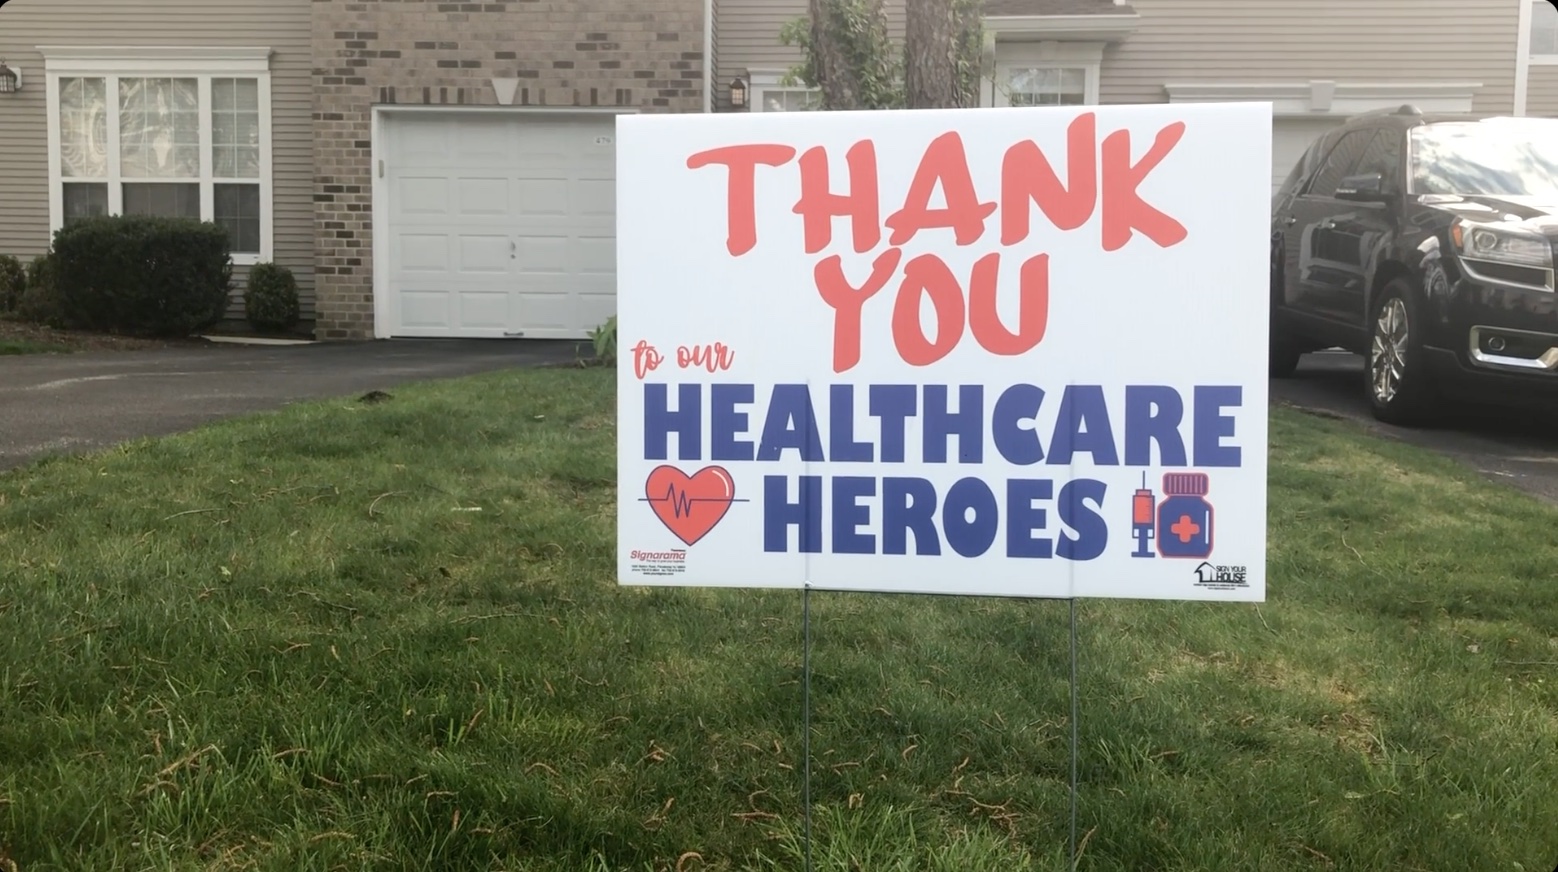 THANK
YOU
to our
HEALTHCARE
HEROES
Signarama
SIGN YOUR
HOUSE